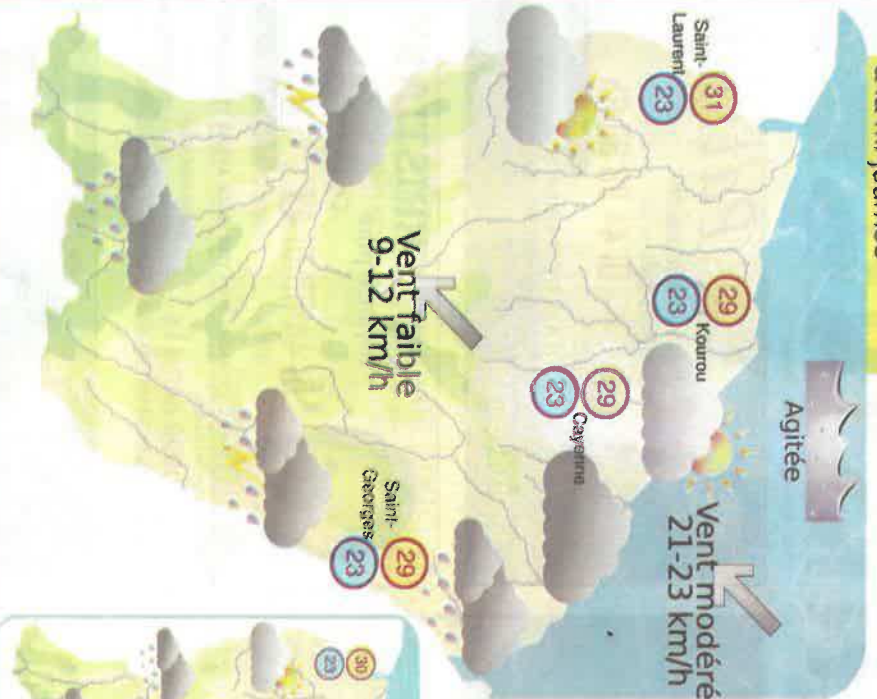 Agitée
Vent modéré
21-23 km/h
Saint-
Laurent
31
23
29
23
Kourou
29
23
Cayenne
Vent faible
9-12 km/h
Saint-
Georges
29
23
30
23